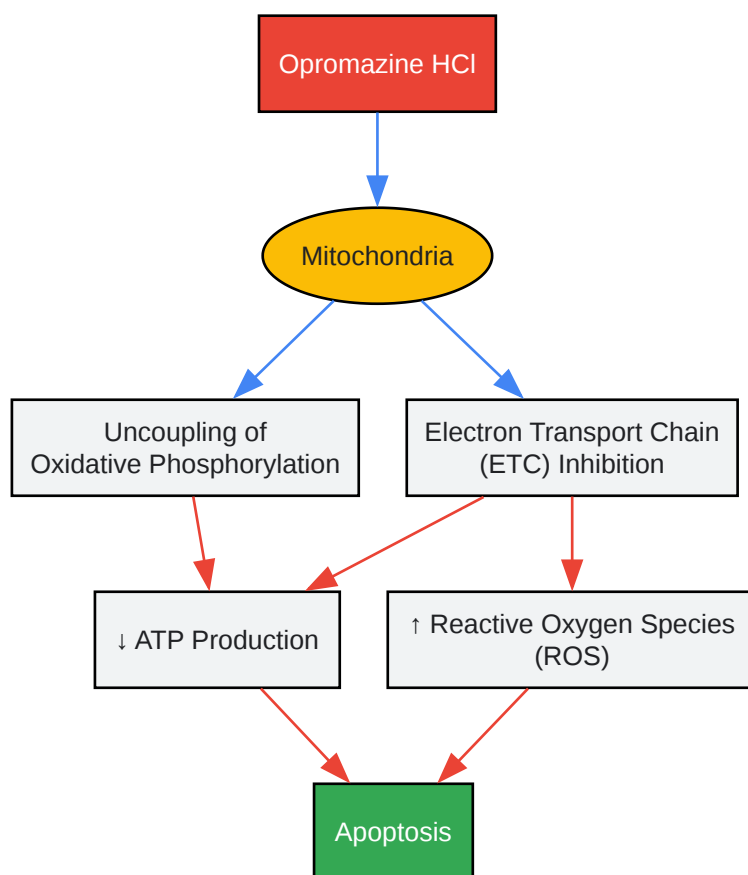 Opromazine HCl
Mitochondria
Uncoupling of
Oxidative Phosphorylation
Electron Transport Chain
(ETC) Inhibition
↓ ATP Production
↑ Reactive Oxygen Species
(ROS)
Apoptosis